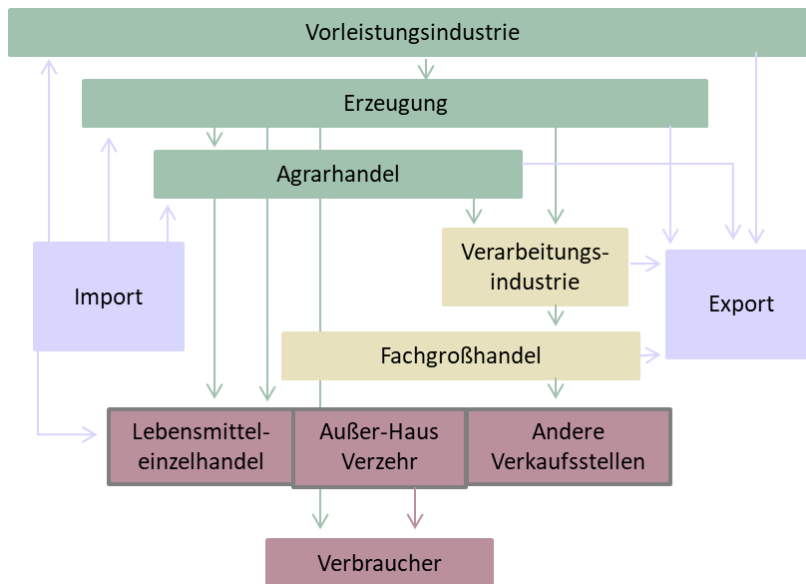 Vorleistungsindustrie
Erzeugung
Agrarhandel
Verarbeitungs-
industrie
Import
Export
Fachgroßhandel
Lebensmittel-
einzelhandel
Außer-Haus
Verzehr
Andere
Verkaufsstellen
Verbraucher